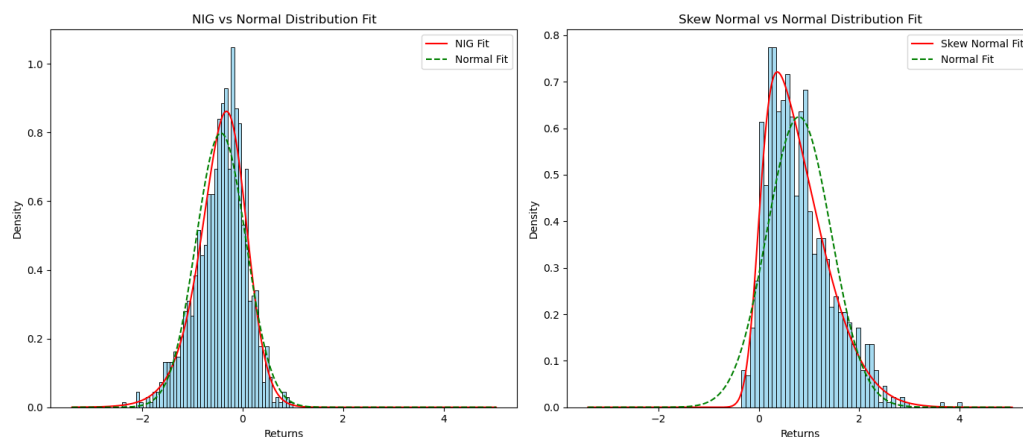 NIG vs Normal Distribution Fit
NIG Fit
Normal Fit
Density
1.0
0.8
0.6
0.4
0.2
0.0
−2
0
2
4
Returns
Skew Normal vs Normal Distribution Fit
Skew Normal Fit
Normal Fit
Density
0.8
0.7
0.6
0.5
0.4
0.3
0.2
0.1
0.0
−2
0
2
4
Returns